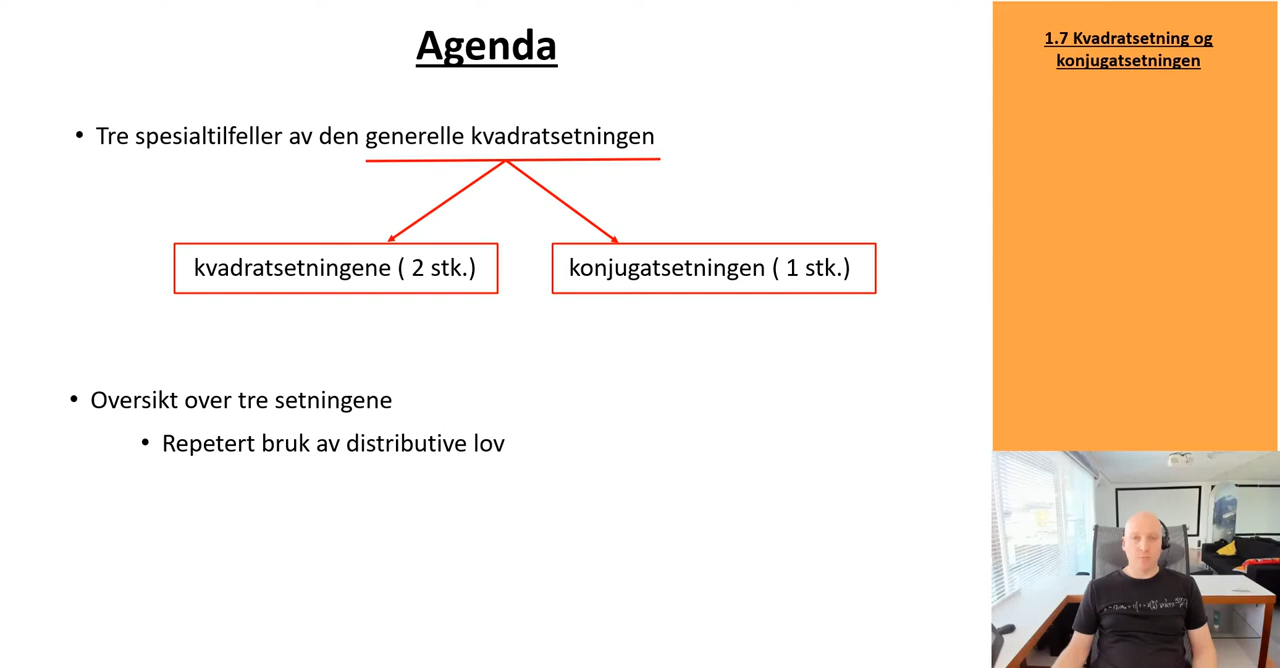 Agenda
• Tre spesialtilfeller av den generelle kvadratsetningen
kvadratsetningene ( 2 stk.)
konjugatsetningen ( 1 stk.)
• Oversikt over tre setningene
• Repetert bruk av distributive lov
1.7 Kvadratsetning og
konjugatsetningen